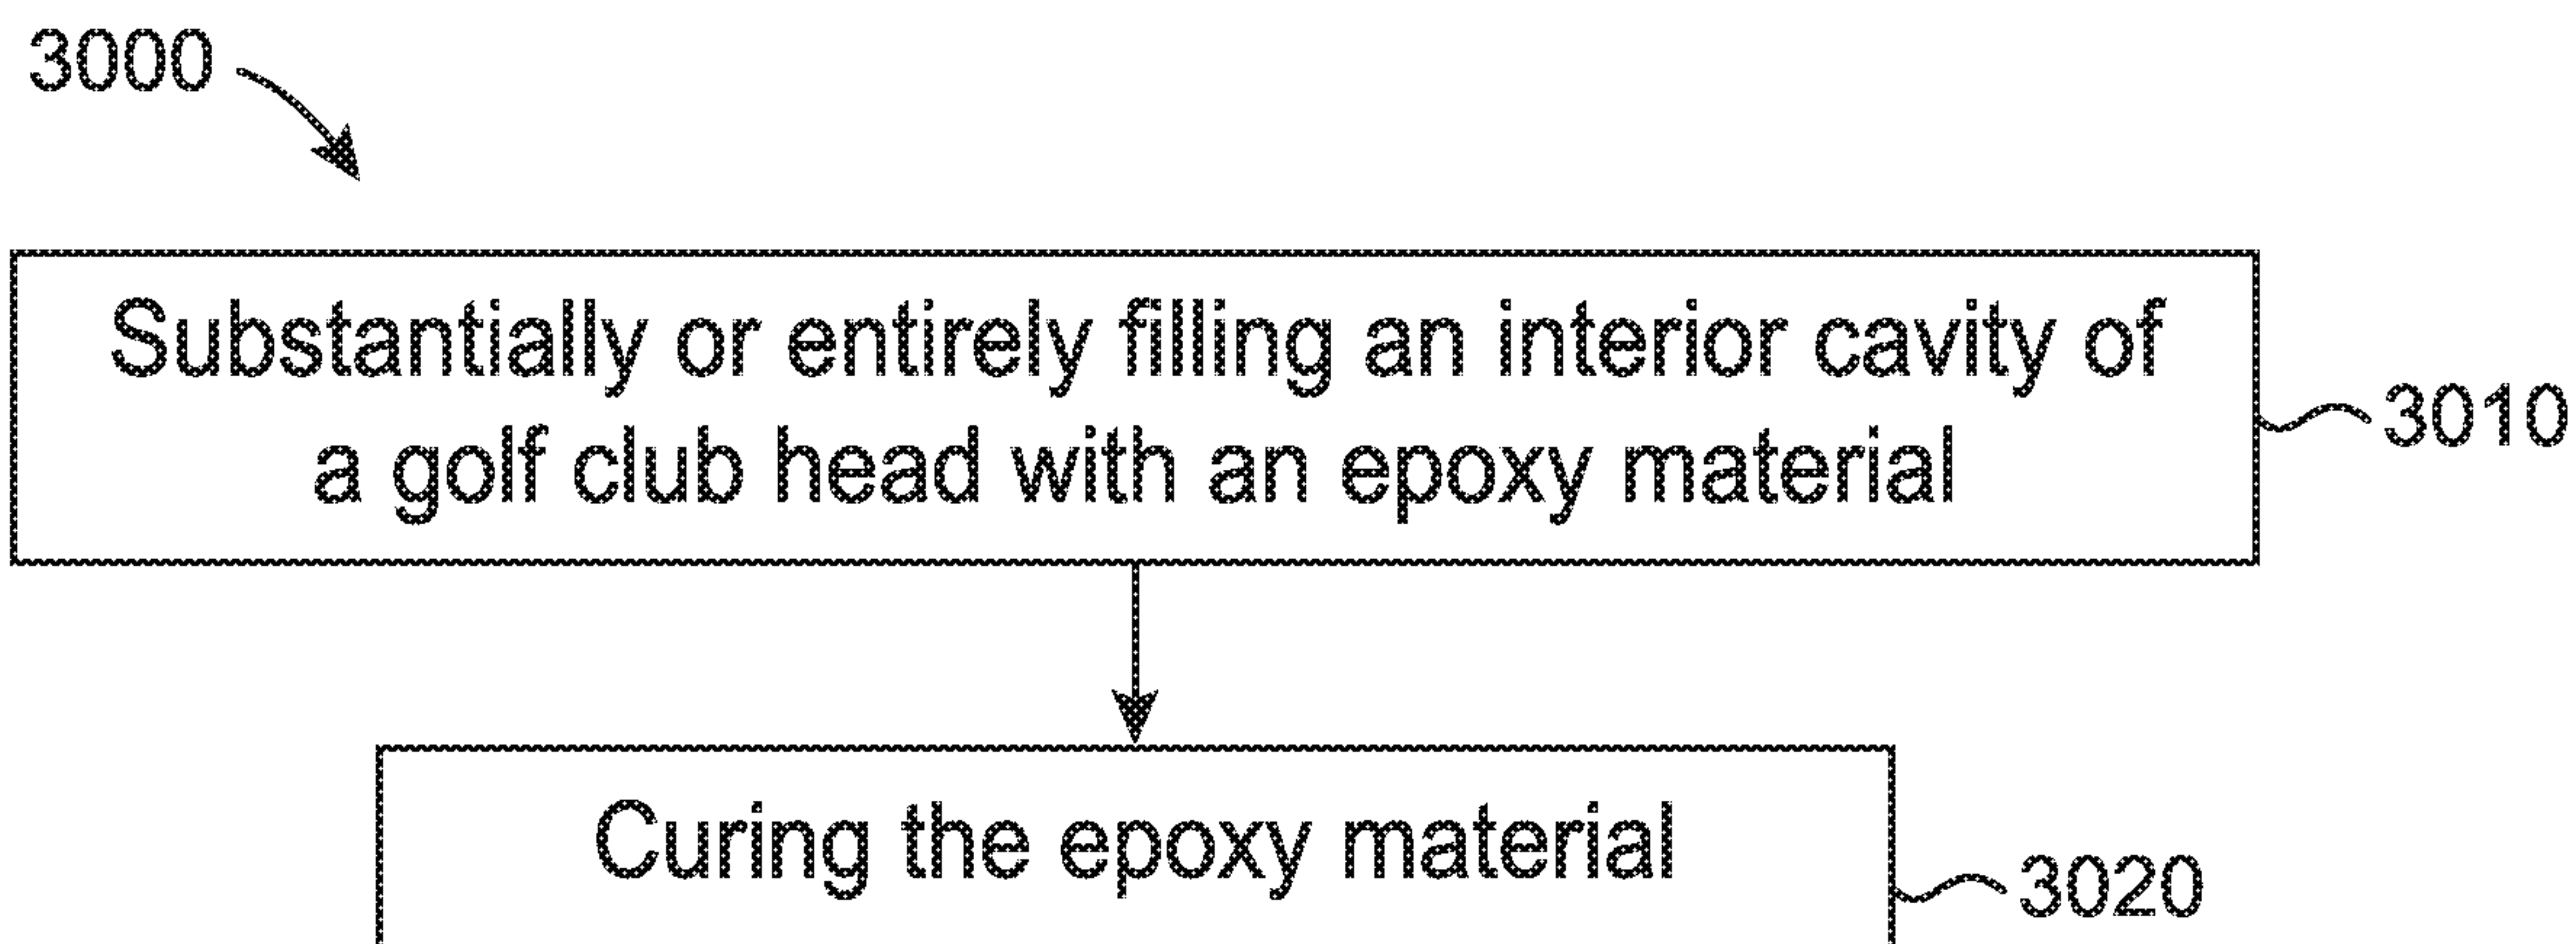 3000
Substantially or entirely filling an interior cavity of
a golf club head with an epoxy material
3010
Curing the epoxy material
3020